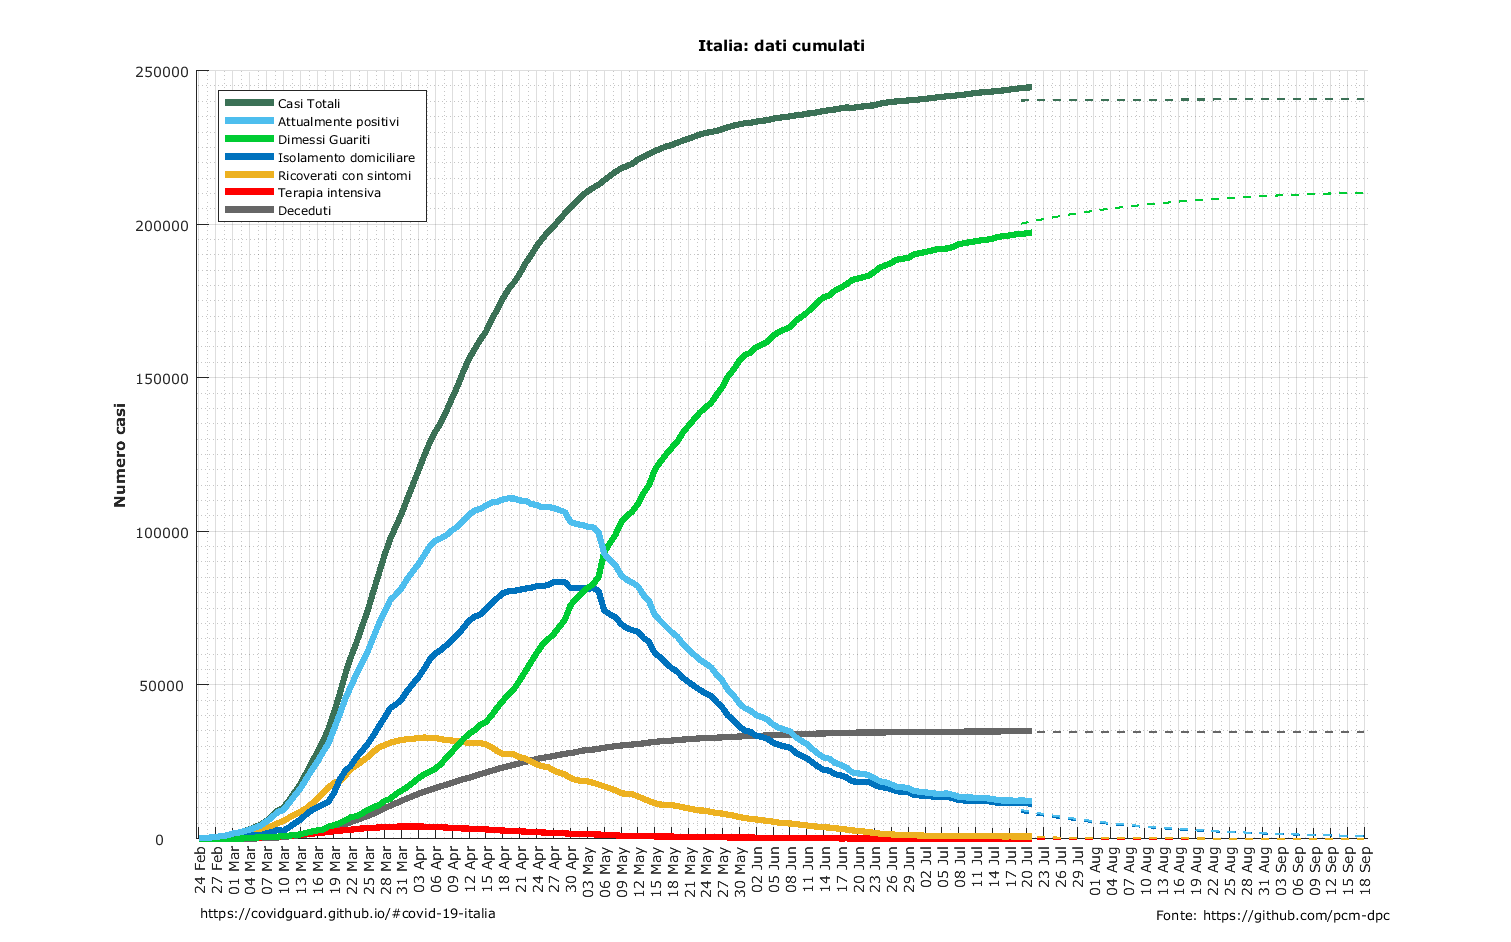 Italia: dati cumulati
250000
200000
150000
100000
50000
0
Numero casi
Casi Totali
Attualmente positivi
Dimessi Guariti
Isolamento domiciliare
Ricoverati con sintomi
Terapia intensiva
Deceduti
24 Feb
27 Feb
01 Mar
04 Mar
07 Mar
10 Mar
13 Mar
16 Mar
19 Mar
22 Mar
25 Mar
28 Mar
31 Mar
03 Apr
06 Apr
09 Apr
12 Apr
15 Apr
18 Apr
21 Apr
24 Apr
27 Apr
30 Apr
03 May
06 May
09 May
12 May
15 May
18 May
21 May
24 May
27 May
30 May
02 Jun
05 Jun
08 Jun
11 Jun
14 Jun
17 Jun
20 Jun
23 Jun
26 Jun
29 Jun
02 Jul
05 Jul
08 Jul
11 Jul
14 Jul
17 Jul
20 Jul
23 Jul
26 Jul
29 Jul
01 Aug
04 Aug
07 Aug
10 Aug
13 Aug
16 Aug
19 Aug
22 Aug
25 Aug
28 Aug
31 Aug
03 Sep
06 Sep
09 Sep
12 Sep
15 Sep
18 Sep
https://covidguard.github.io/#covid-19-italia
Fonte: https://github.com/pcm-dpc